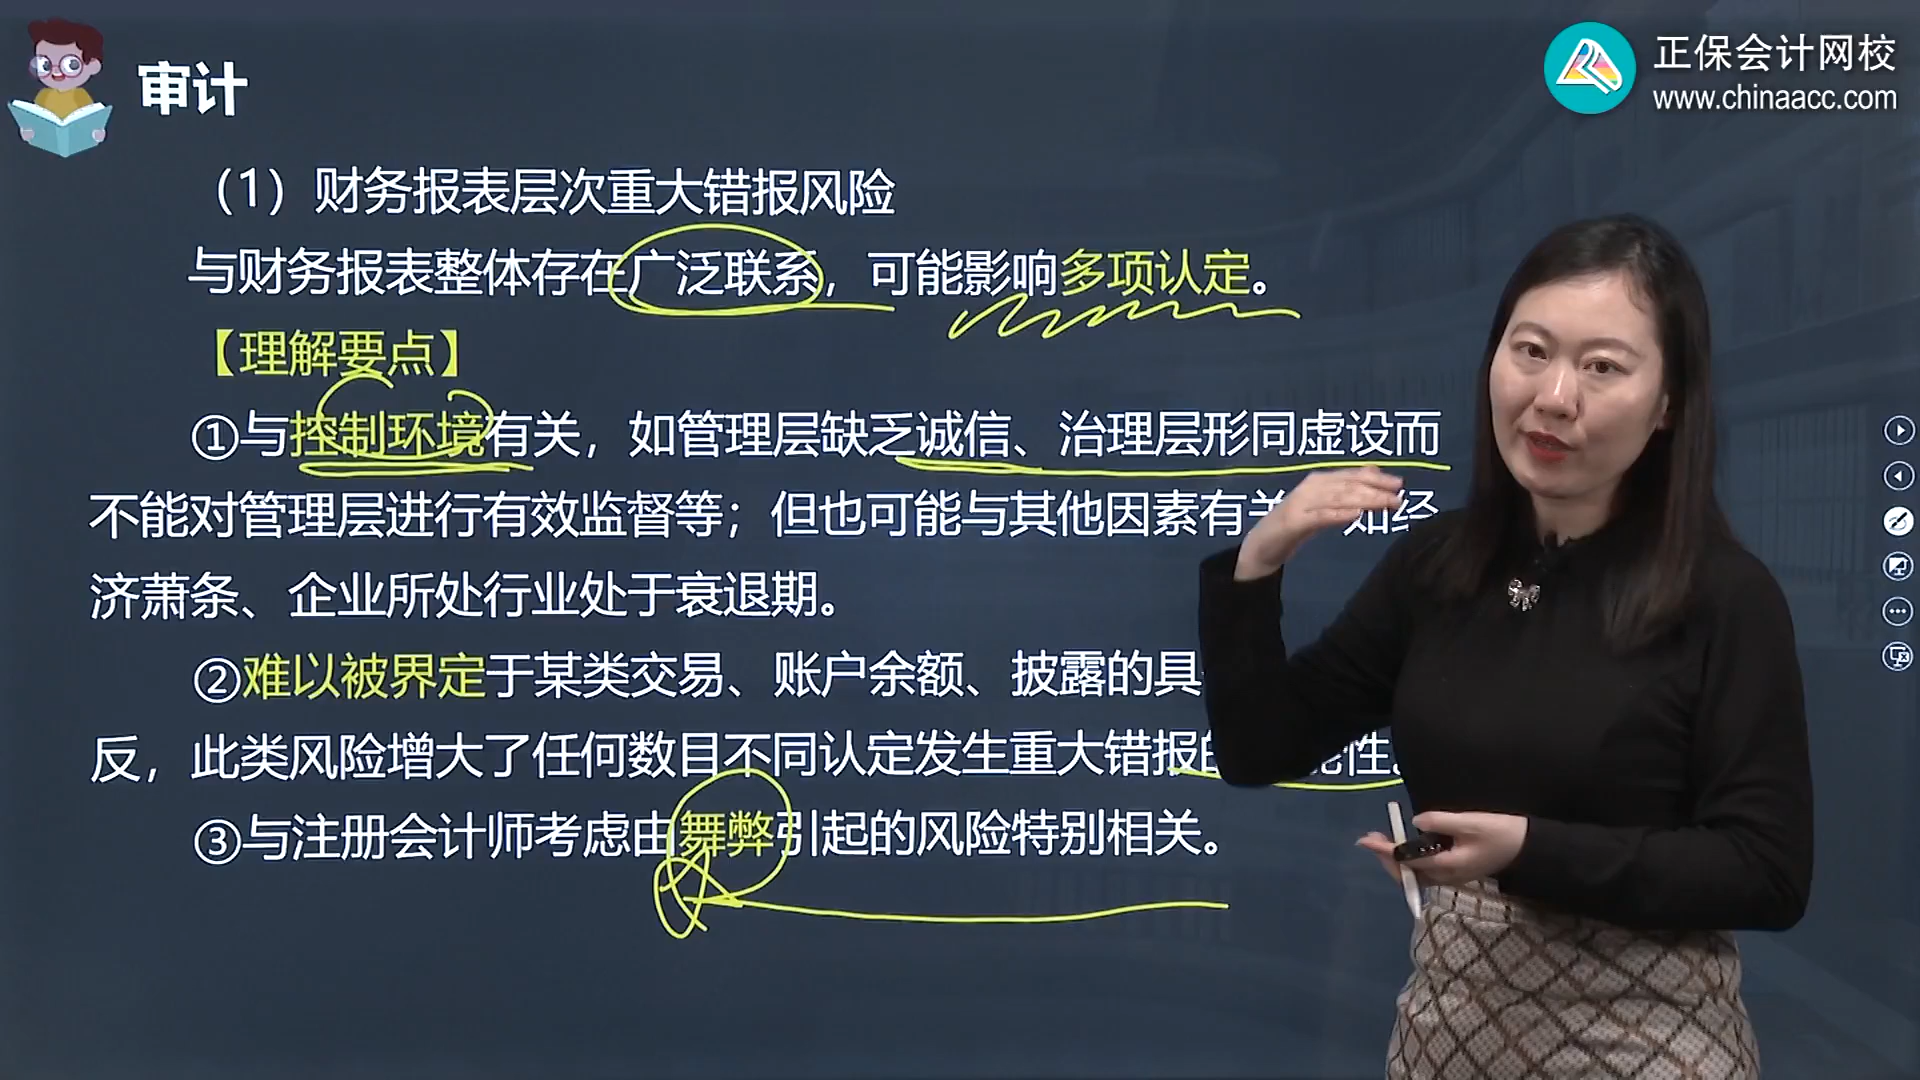 审计
正保会计网校
www.chinaacc.com
（1）财务报表层次重大错报风险
与财务报表整体存在广泛联系，可能影响多项认定。
【理解要点】
①与控制环境有关，如管理层缺乏诚信、治理层形同虚设而
不能对管理层进行有效监督等；但也可能与其他因素有关 如经
济萧条、企业所处行业处于衰退期。
②难以被界定于某类交易、账户余额、披露的具
反，此类风险增大了任何数目不同认定发生重大错报的 能性。
③与注册会计师考虑由舞弊引起的风险特别相关。